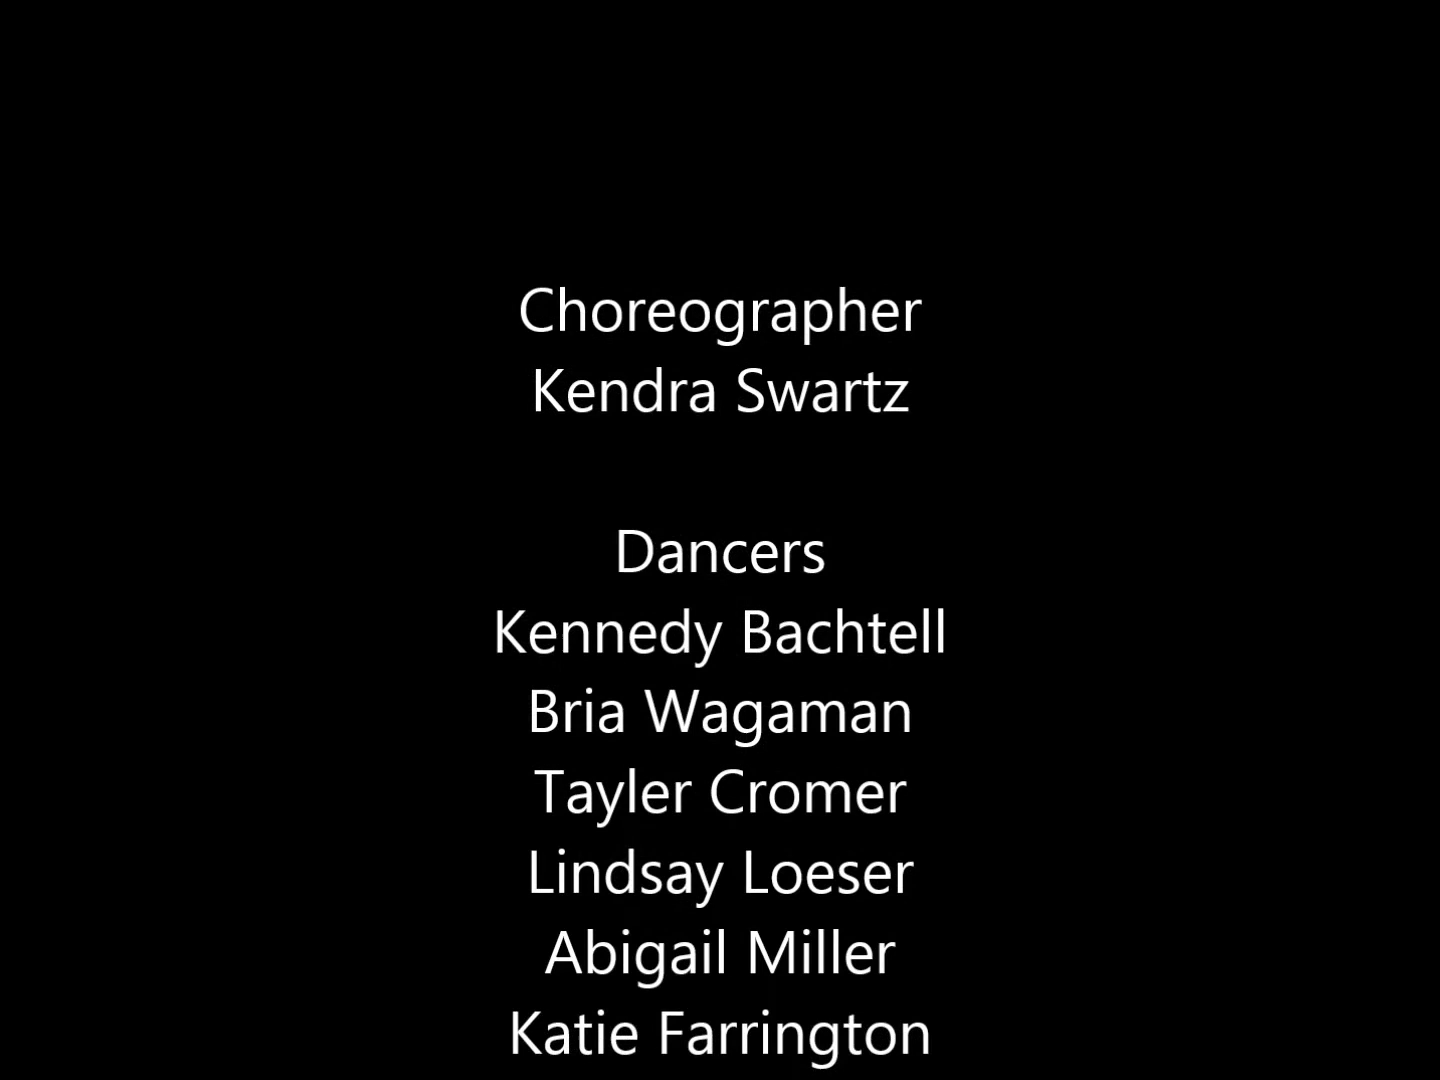 Choreographer
Kendra Swartz
Dancers
Kennedy Bachtell
Bria Wagaman
Tayler Cromer
Lindsay Loeser
Abigail Miller
Katie Farrington